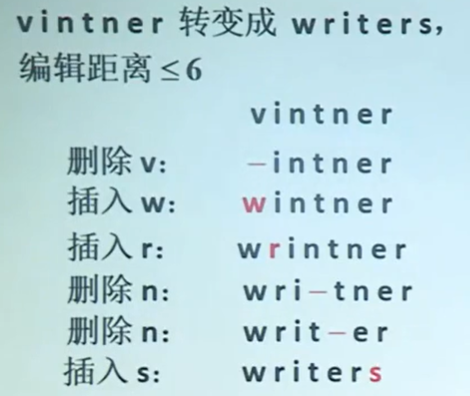 vintner 转变成 writers,
编辑距离≤6
vintner
删除 v: –intner
插入 w: wintner
插入 r: wrintner
删除 n: wri–tner
删除 n: writ–er
插入 s: writers